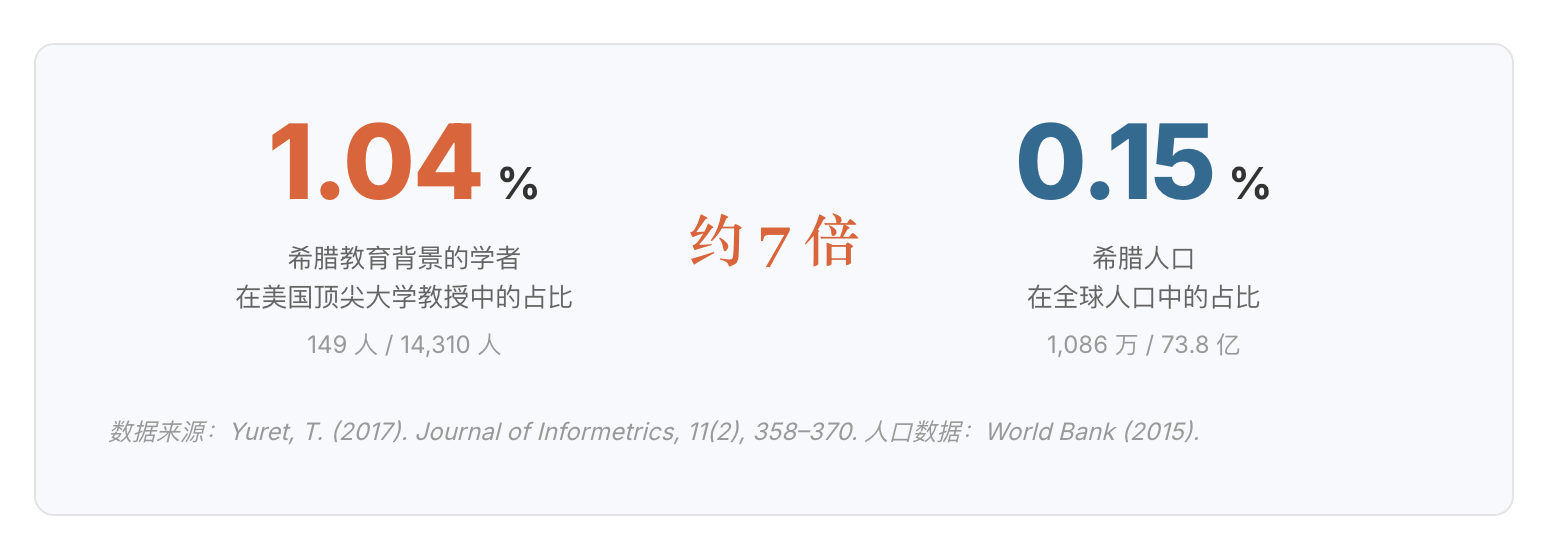 1.04 %
希腊教育背景的学者
在美国顶尖大学教授中的占比
149 人 / 14,310 人
约 7 倍
0.15 %
希腊人口
在全球人口中的占比
1,086 万 / 73.8 亿
数据来源：Yuret, T. (2017). Journal of Informetrics, 11(2), 358–370. 人口数据：World Bank (2015).